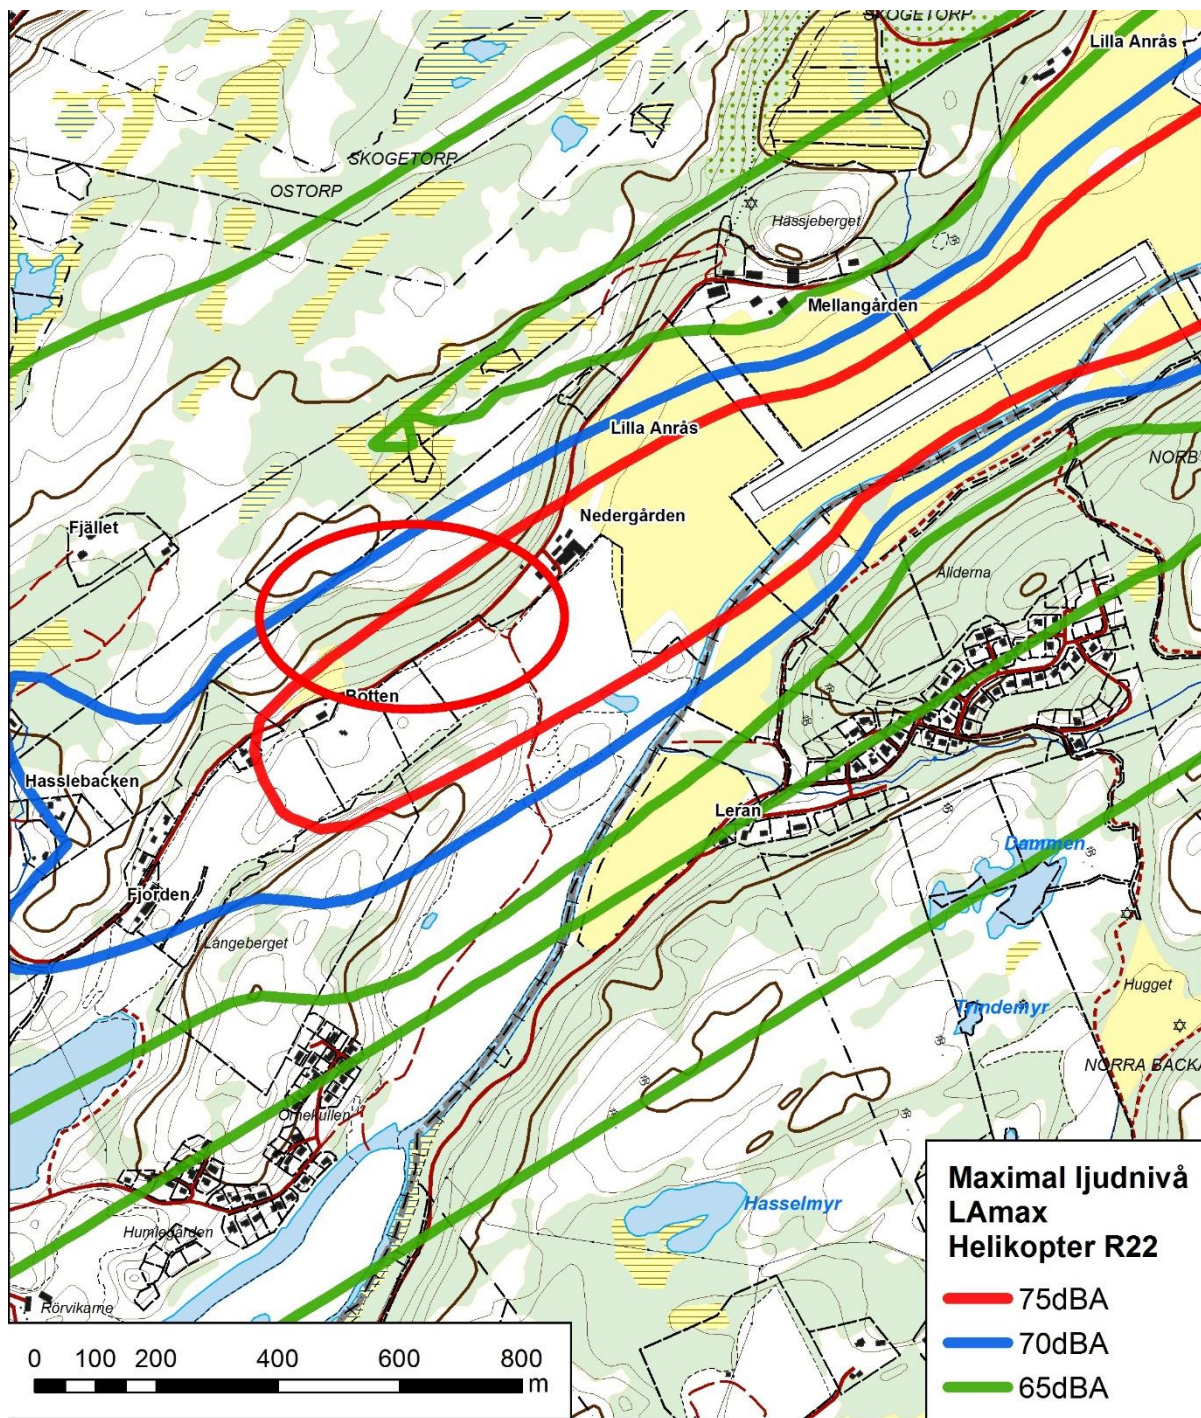 SKOGETORP
Lilla Anrås
SKOGETORP
OSTORP
Hässjeberget
Mellangården
Lilla Anrås
NORB
Nedergården
Fjället
Aliderna
Botten
Hasslebacken
Leran
Dammen
Fjorden
Långeberget
Hugget
Trindemyr
NORRA BACKA
Ornekullen
Hasselmyr
Humlegården
Rörvikarne
Maximal ljudnivå
LAmax
Helikopter R22
75dBA
70dBA
65dBA
0 100 200 400 600 800
m